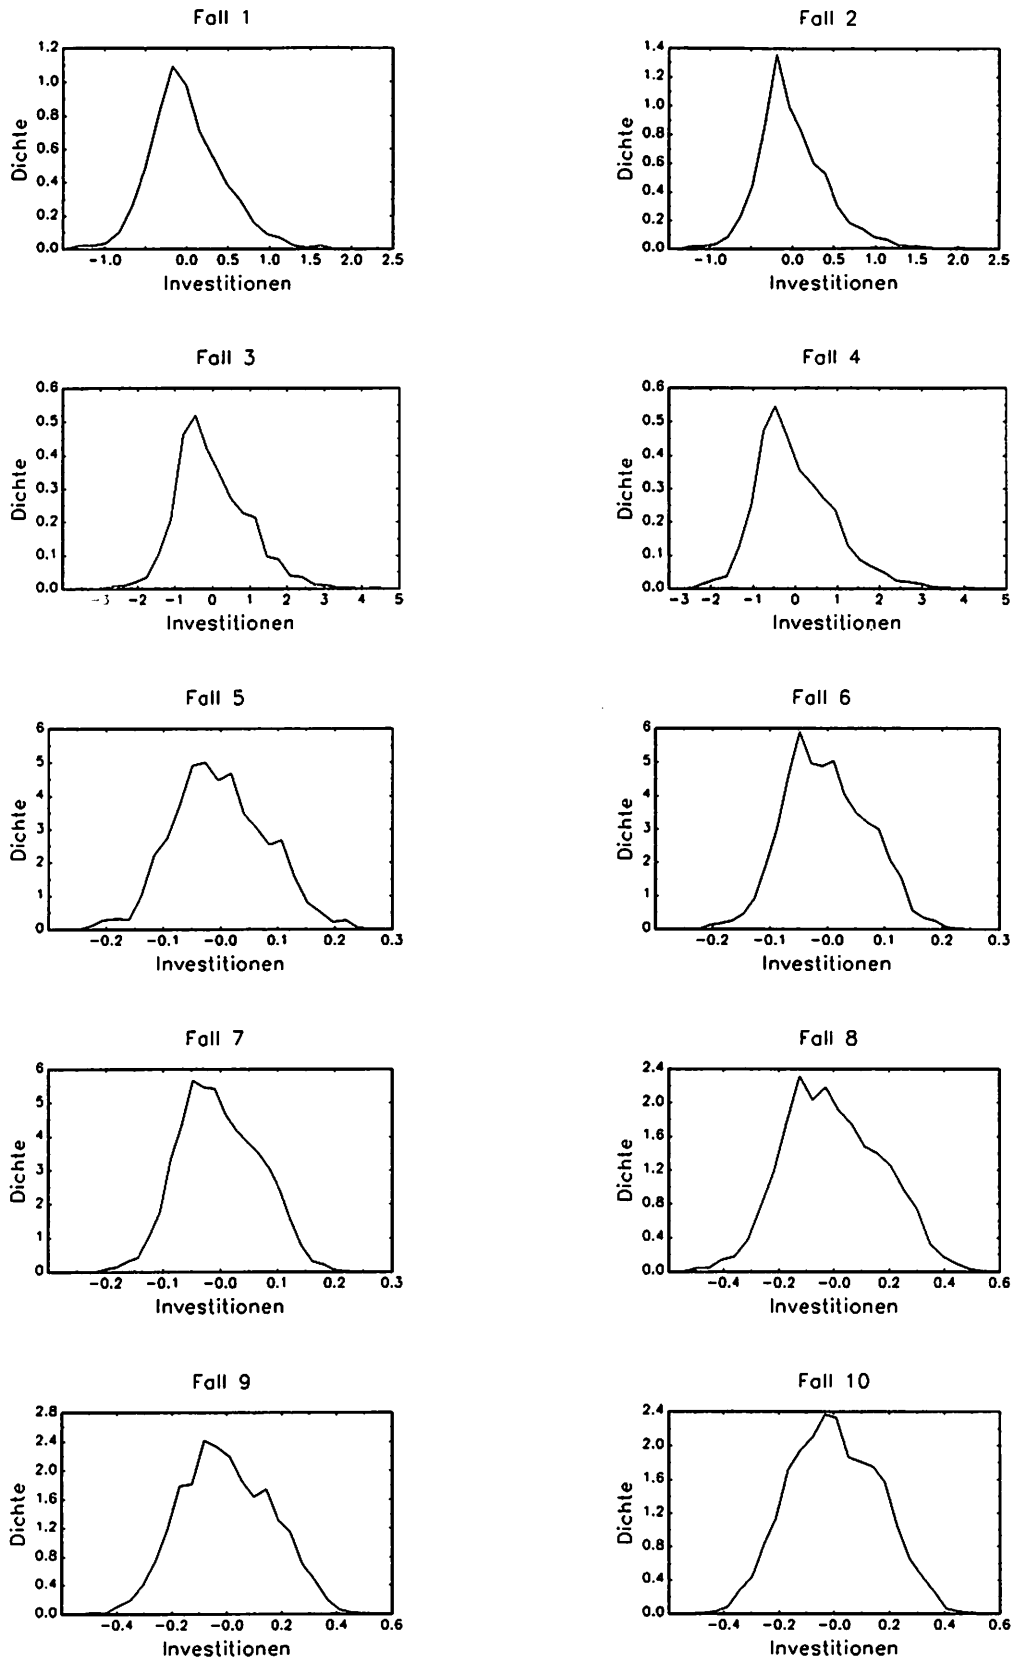 Fall 1
1.2
1.0
0.8
0.6
0.4
0.2
0.0
Dichte
-1.0 0.0 0.5 1.0 1.5 2.0 2.5
Investitionen
Fall 2
1.4
1.2
1.0
0.8
0.6
0.4
0.2
0.0
Dichte
-1.0 0.0 0.5 1.0 1.5 2.0 2.5
Investitionen
Fall 3
0.6
0.5
0.4
0.3
0.2
0.1
0.0
Dichte
-3 -2 -1 0 1 2 3 4 5
Investitionen
Fall 4
0.6
0.5
0.4
0.3
0.2
0.1
0.0
Dichte
-3 -2 -1 0 1 2 3 4 5
Investitionen
Fall 5
6
5
4
3
2
1
0
Dichte
-0.2 -0.1 -0.0 0.1 0.2 0.3
Investitionen
Fall 6
6
5
4
3
2
1
0
Dichte
-0.2 -0.1 -0.0 0.1 0.2 0.3
Investitionen
Fall 7
6
5
4
3
2
1
0
Dichte
-0.2 -0.1 -0.0 0.1 0.2 0.3
Investitionen
Fall 8
2.4
2.0
1.6
1.2
0.8
0.4
0.0
Dichte
-0.4 -0.2 -0.0 0.2 0.4 0.6
Investitionen
Fall 9
2.8
2.4
2.0
1.6
1.2
0.8
0.4
0.0
Dichte
-0.4 -0.2 -0.0 0.2 0.4 0.6
Investitionen
Fall 10
2.4
2.0
1.6
1.2
0.8
0.4
0.0
Dichte
-0.4 -0.2 -0.0 0.2 0.4 0.6
Investitionen